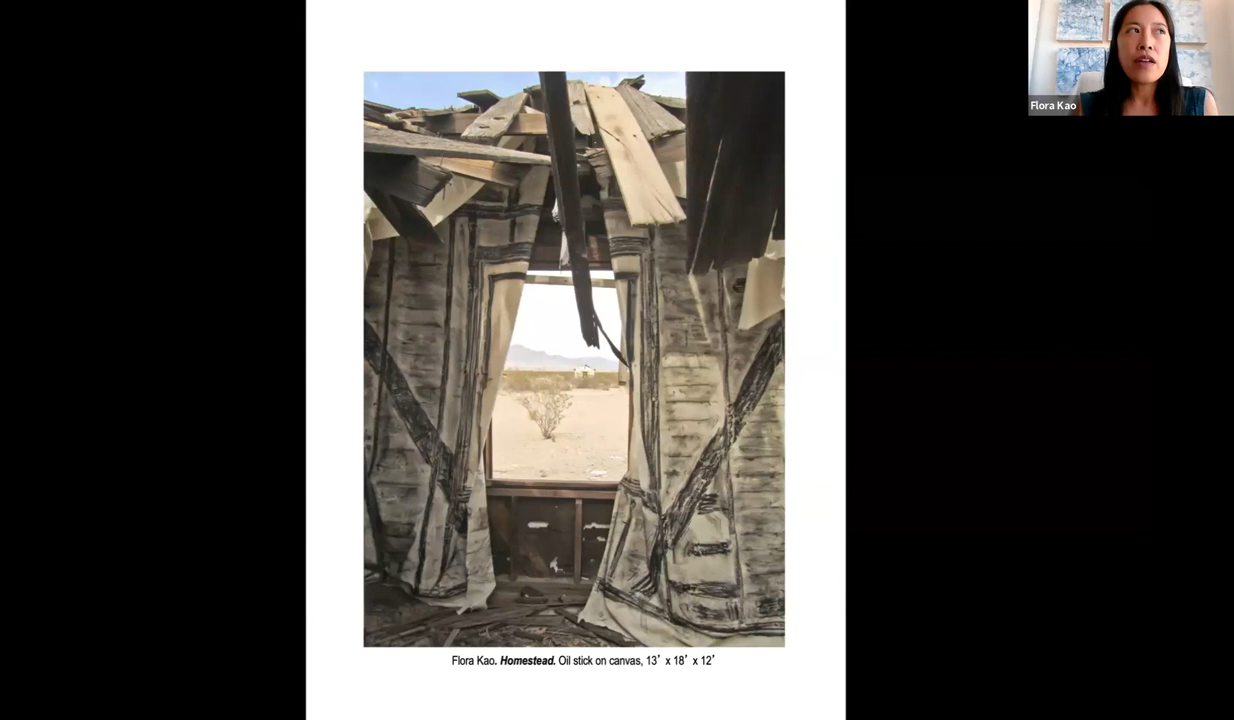 Flora Kao
Flora Kao. Homestead. Oil stick on canvas, 13’ x 18’ x 12’